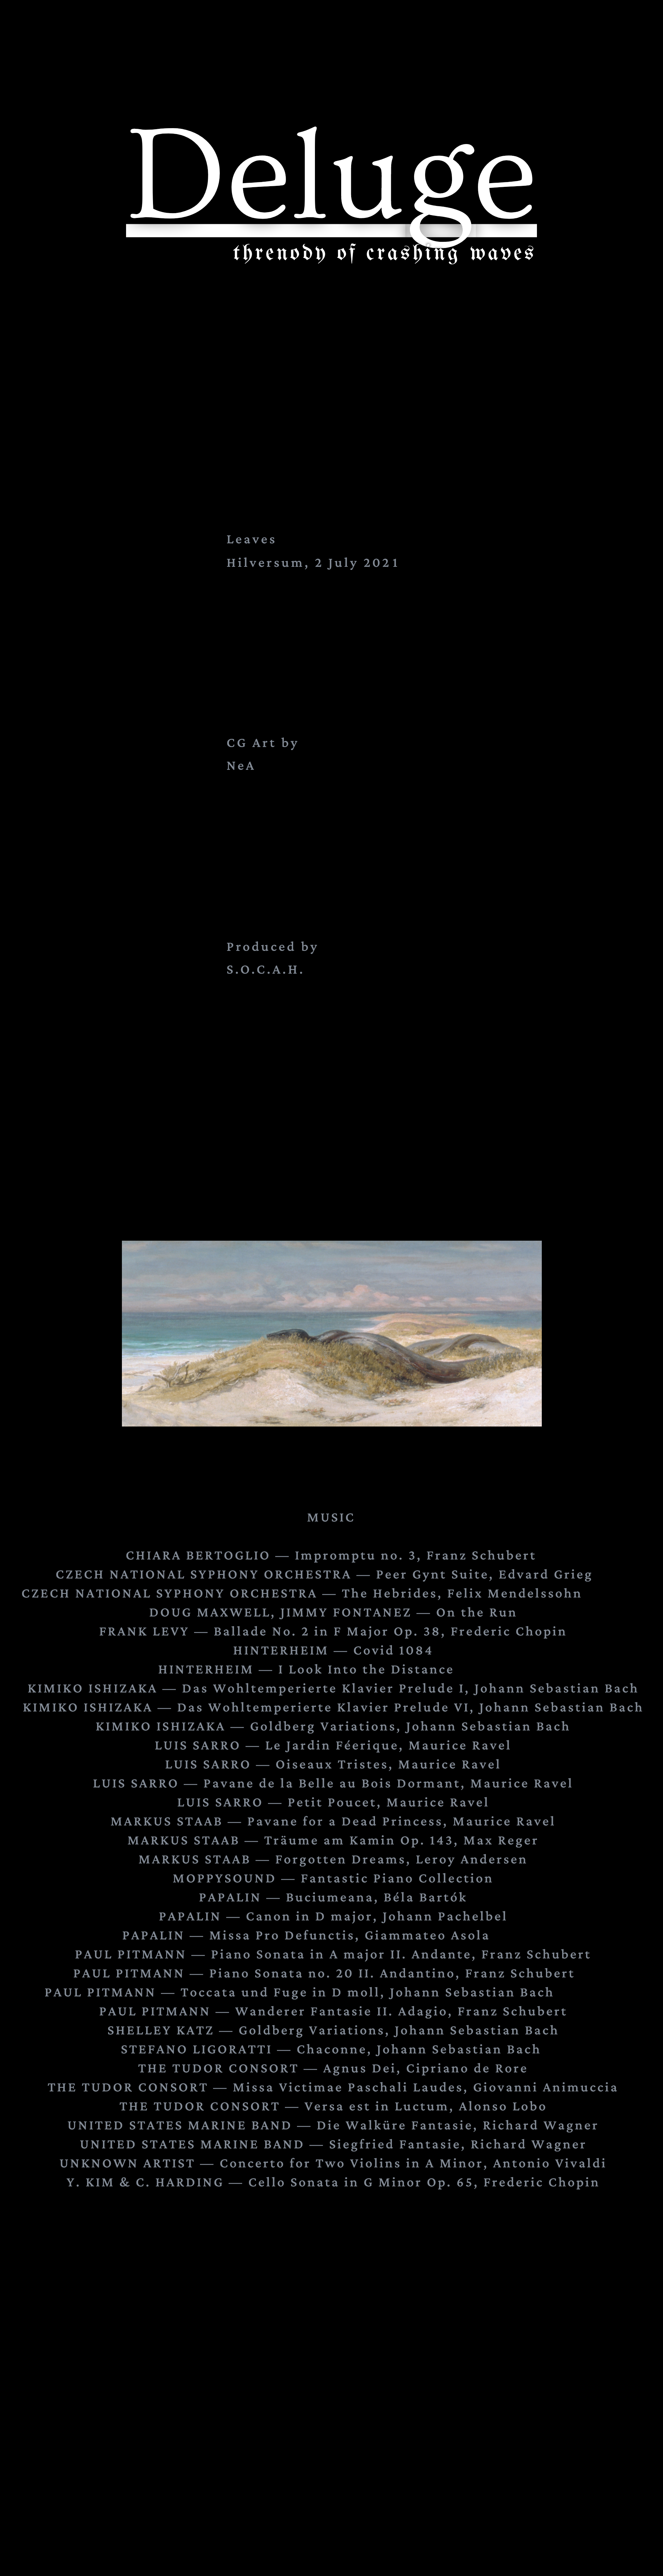 Deluge
threnody of crashing waves
Leaves
Hilversum, 2 July 2021
CG Art by
NeA
Produced by
S.O.C.A.H.
MUSIC
CHIARA BERTOGLIO — Impromptu no. 3, Franz Schubert
CZECH NATIONAL SYPHONY ORCHESTRA — Peer Gynt Suite, Edvard Grieg
CZECH NATIONAL SYPHONY ORCHESTRA — The Hebrides, Felix Mendelssohn
DOUG MAXWELL, JIMMY FONTANEZ — On the Run
FRANK LEVY — Ballade No. 2 in F Major Op. 38, Frederic Chopin
HINTERHEIM — Covid 1084
HINTERHEIM — I Look Into the Distance
KIMIKO ISHIZAKA — Das Wohltemperierte Klavier Prelude I, Johann Sebastian Bach
KIMIKO ISHIZAKA — Das Wohltemperierte Klavier Prelude VI, Johann Sebastian Bach
KIMIKO ISHIZAKA — Goldberg Variations, Johann Sebastian Bach
LUIS SARRO — Le Jardin Féerique, Maurice Ravel
LUIS SARRO — Oiseaux Tristes, Maurice Ravel
LUIS SARRO — Pavane de la Belle au Bois Dormant, Maurice Ravel
LUIS SARRO — Petit Poucet, Maurice Ravel
MARKUS STAAB — Pavane for a Dead Princess, Maurice Ravel
MARKUS STAAB — Träume am Kamin Op. 143, Max Reger
MARKUS STAAB — Forgotten Dreams, Leroy Andersen
MOPPYSOUND — Fantastic Piano Collection
PAPALIN — Buciumeana, Béla Bartók
PAPALIN — Canon in D major, Johann Pachelbel
PAPALIN — Missa Pro Defunctis, Giammateo Asola
PAUL PITMANN — Piano Sonata in A major II. Andante, Franz Schubert
PAUL PITMANN — Piano Sonata no. 20 II. Andantino, Franz Schubert
PAUL PITMANN — Toccata und Fuge in D moll, Johann Sebastian Bach
PAUL PITMANN — Wanderer Fantasie II. Adagio, Franz Schubert
SHELLEY KATZ — Goldberg Variations, Johann Sebastian Bach
STEFANO LIGORATTI — Chaconne, Johann Sebastian Bach
THE TUDOR CONSORT — Agnus Dei, Cipriano de Rore
THE TUDOR CONSORT — Missa Victimae Paschali Laudes, Giovanni Animuccia
THE TUDOR CONSORT — Versa est in Luctum, Alonso Lobo
UNITED STATES MARINE BAND — Die Walküre Fantasie, Richard Wagner
UNITED STATES MARINE BAND — Siegfried Fantasie, Richard Wagner
UNKNOWN ARTIST — Concerto for Two Violins in A Minor, Antonio Vivaldi
Y. KIM & C. HARDING — Cello Sonata in G Minor Op. 65, Frederic Chopin